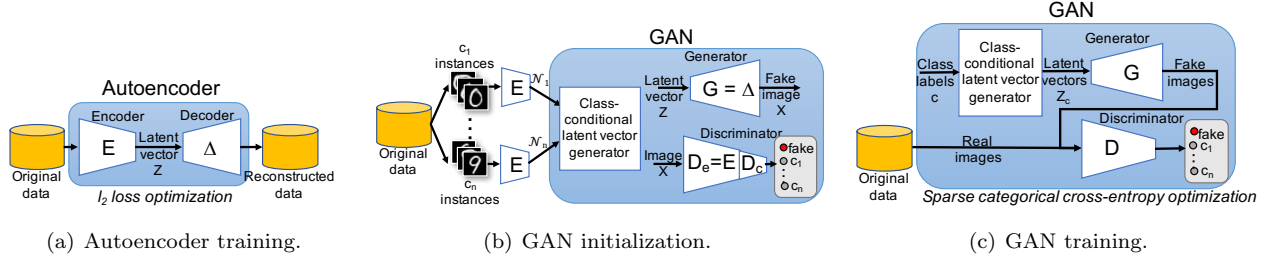 Autoencoder
Encoder
Decoder
E
Latent
vector
Z
Δ
Original
data
Reconstructed
data
l₂ loss optimization
(a) Autoencoder training.
GAN
c₁
instances
E
𝒩₁
Original
data
cₙ
instances
E
𝒩ₙ
Class-
conditional
latent vector
generator
Generator
Latent
vector
Z
G = Δ
Fake
image
X
Discriminator
Image
X
Dₑ=E
D꜀
fake
c₁
cₙ
(b) GAN initialization.
GAN
Class
labels
c
Class-
conditional
latent vector
generator
Latent
vectors
Z꜀
Generator
G
Fake
images
Original
data
Real
images
Discriminator
D
fake
c₁
cₙ
Sparse categorical cross-entropy optimization
(c) GAN training.